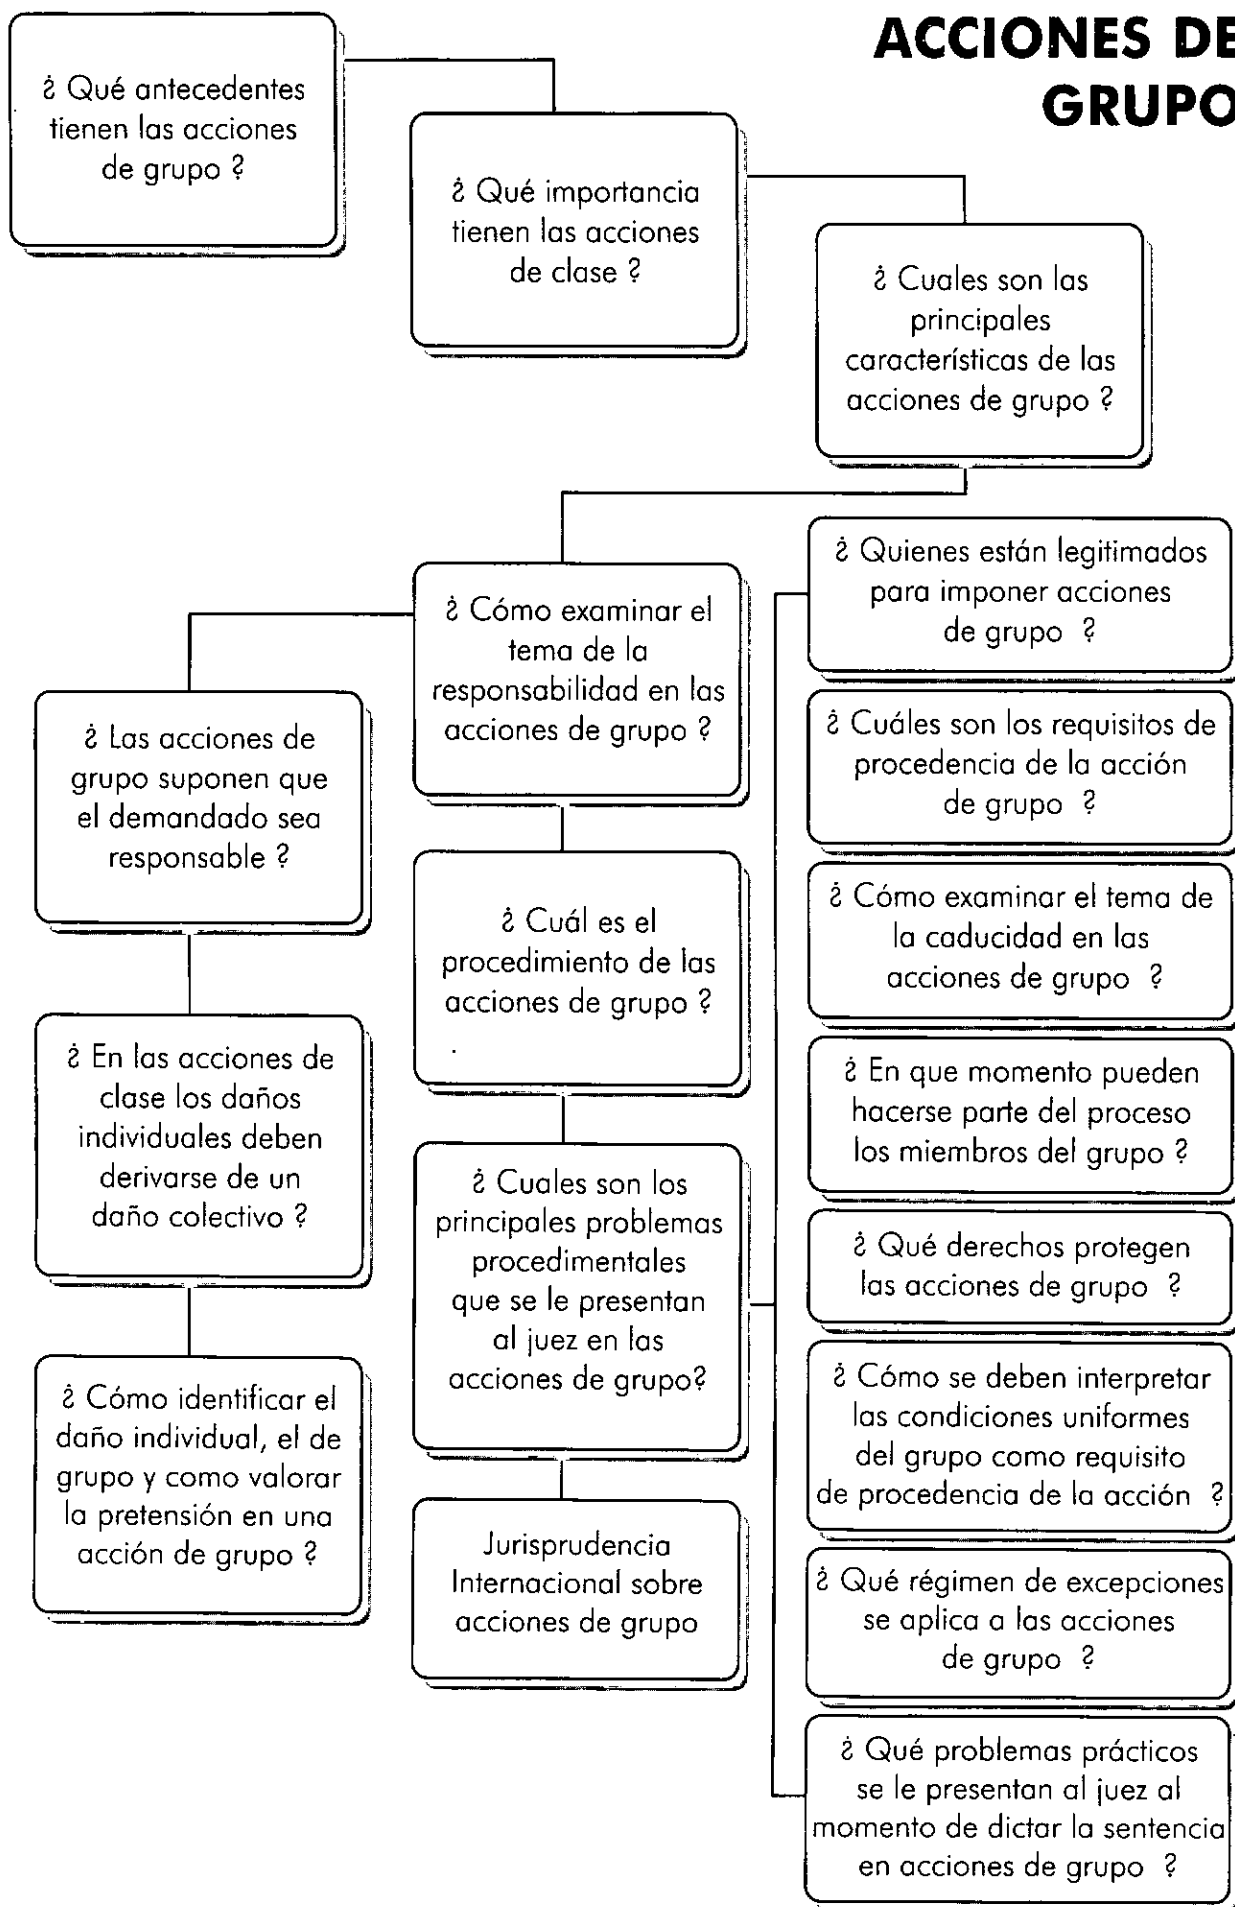 ACCIONES DE
GRUPO
¿ Qué antecedentes
tienen las acciones
de grupo ?
¿ Qué importancia
tienen las acciones
de clase ?
¿ Cuales son las
principales
características de las
acciones de grupo ?
¿ Cómo examinar el
tema de la
responsabilidad en las
acciones de grupo ?
¿ Las acciones de
grupo suponen que
el demandado sea
responsable ?
¿ En las acciones de
clase los daños
individuales deben
derivarse de un
daño colectivo ?
¿ Cómo identificar el
daño individual, el de
grupo y como valorar
la pretensión en una
acción de grupo ?
¿ Cuál es el
procedimiento de las
acciones de grupo ?
¿ Cuales son los
principales problemas
procedimentales
que se le presentan
al juez en las
acciones de grupo?
Jurisprudencia
Internacional sobre
acciones de grupo
¿ Quienes están legitimados
para imponer acciones
de grupo ?
¿ Cuáles son los requisitos de
procedencia de la acción
de grupo ?
¿ Cómo examinar el tema de
la caducidad en las
acciones de grupo ?
¿ En que momento pueden
hacerse parte del proceso
los miembros del grupo ?
¿ Qué derechos protegen
las acciones de grupo ?
¿ Cómo se deben interpretar
las condiciones uniformes
del grupo como requisito
de procedencia de la acción ?
¿ Qué régimen de excepciones
se aplica a las acciones
de grupo ?
¿ Qué problemas prácticos
se le presentan al juez al
momento de dictar la sentencia
en acciones de grupo ?